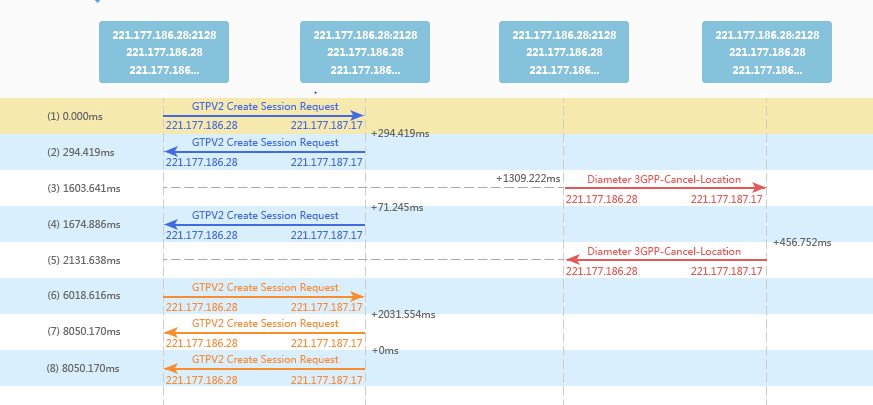 221.177.186.28:2128
221.177.186.28
221.177.186...
221.177.186.28:2128
221.177.186.28
221.177.186...
221.177.186.28:2128
221.177.186.28
221.177.186...
221.177.186.28:2128
221.177.186.28
221.177.186...
(1) 0.000ms
GTPV2 Create Session Request
221.177.186.28 221.177.187.17
+294.419ms
(2) 294.419ms
GTPV2 Create Session Request
221.177.186.28 221.177.187.17
+1309.222ms
(3) 1603.641ms
Diameter 3GPP-Cancel-Location
221.177.186.28 221.177.187.17
+71.245ms
(4) 1674.886ms
GTPV2 Create Session Request
221.177.186.28 221.177.187.17
+456.752ms
(5) 2131.638ms
Diameter 3GPP-Cancel-Location
221.177.186.28 221.177.187.17
(6) 6018.616ms
GTPV2 Create Session Request
221.177.186.28 221.177.187.17
+2031.554ms
(7) 8050.170ms
GTPV2 Create Session Request
221.177.186.28 221.177.187.17
+0ms
(8) 8050.170ms
GTPV2 Create Session Request
221.177.186.28 221.177.187.17